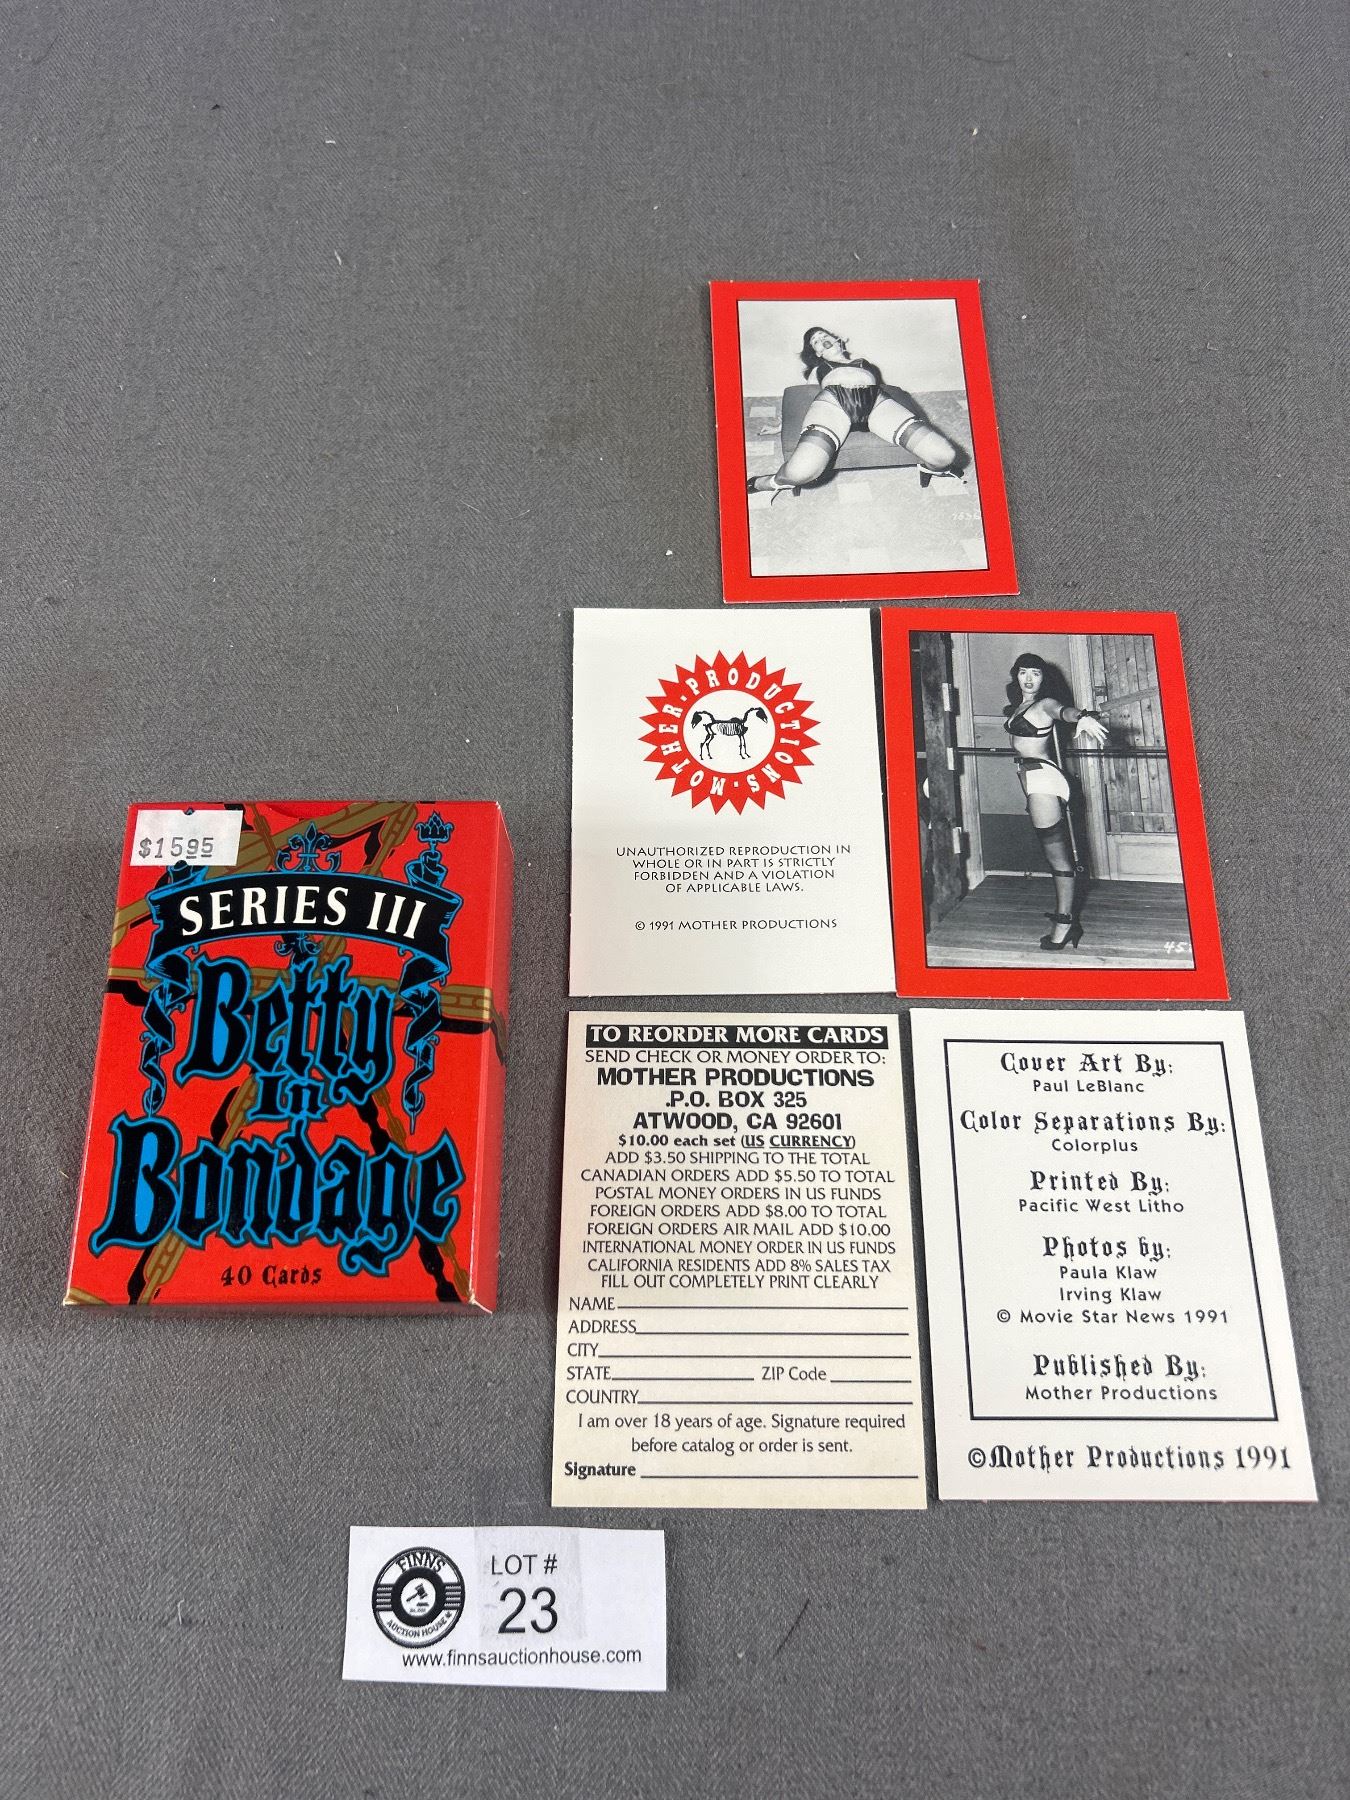 $15.95
SERIES III
Betty
In
Bondage
40 Cards
7536
MOTHER·PRODUCTIONS·
UNAUTHORIZED REPRODUCTION IN
WHOLE OR IN PART IS STRICTLY
FORBIDDEN AND A VIOLATION
OF APPLICABLE LAWS.
© 1991 MOTHER PRODUCTIONS
45
TO REORDER MORE CARDS
SEND CHECK OR MONEY ORDER TO:
MOTHER PRODUCTIONS
.P.O. BOX 325
ATWOOD, CA 92601
$10.00 each set (US CURRENCY)
ADD $3.50 SHIPPING TO THE TOTAL
CANADIAN ORDERS ADD $5.50 TO TOTAL
POSTAL MONEY ORDERS IN US FUNDS
FOREIGN ORDERS ADD $8.00 TO TOTAL
FOREIGN ORDERS AIR MAIL ADD $10.00
INTERNATIONAL MONEY ORDER IN US FUNDS
CALIFORNIA RESIDENTS ADD 8% SALES TAX
FILL OUT COMPLETELY PRINT CLEARLY
NAME
ADDRESS
CITY
STATE ZIP Code
COUNTRY
I am over 18 years of age. Signature required
before catalog or order is sent.
Signature
Cover Art By:
Paul LeBlanc
Color Separations By:
Colorplus
Printed By:
Pacific West Litho
Photos by:
Paula Klaw
Irving Klaw
© Movie Star News 1991
Published By:
Mother Productions
©Mother Productions 1991
FINNS
AUCTION HOUSE
LOT #
23
www.finnsauctionhouse.com